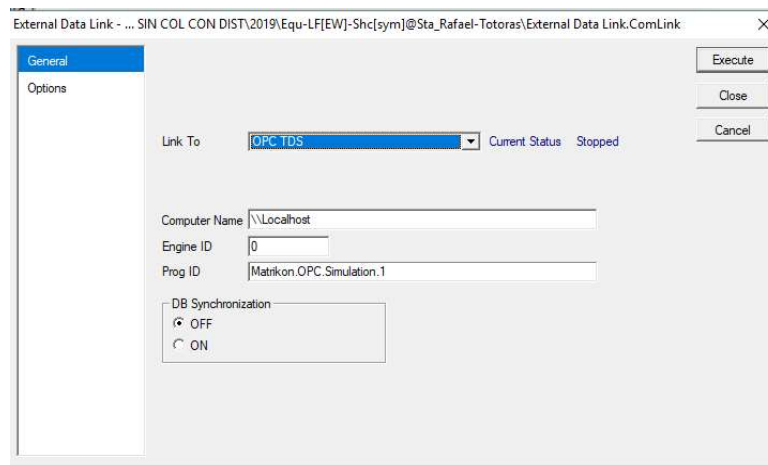 External Data Link - ... SIN COL CON DIST\2019\Equ-LF[EW]-Shc[sym]@Sta_Rafael-Totoras\External Data Link.ComLink
General
Execute
Options
Close
Cancel
Link To OPC TDS Current Status Stopped
Computer Name \\Localhost
Engine ID 0
Prog ID Matrikon.OPC.Simulation.1
DB Synchronization
OFF
ON